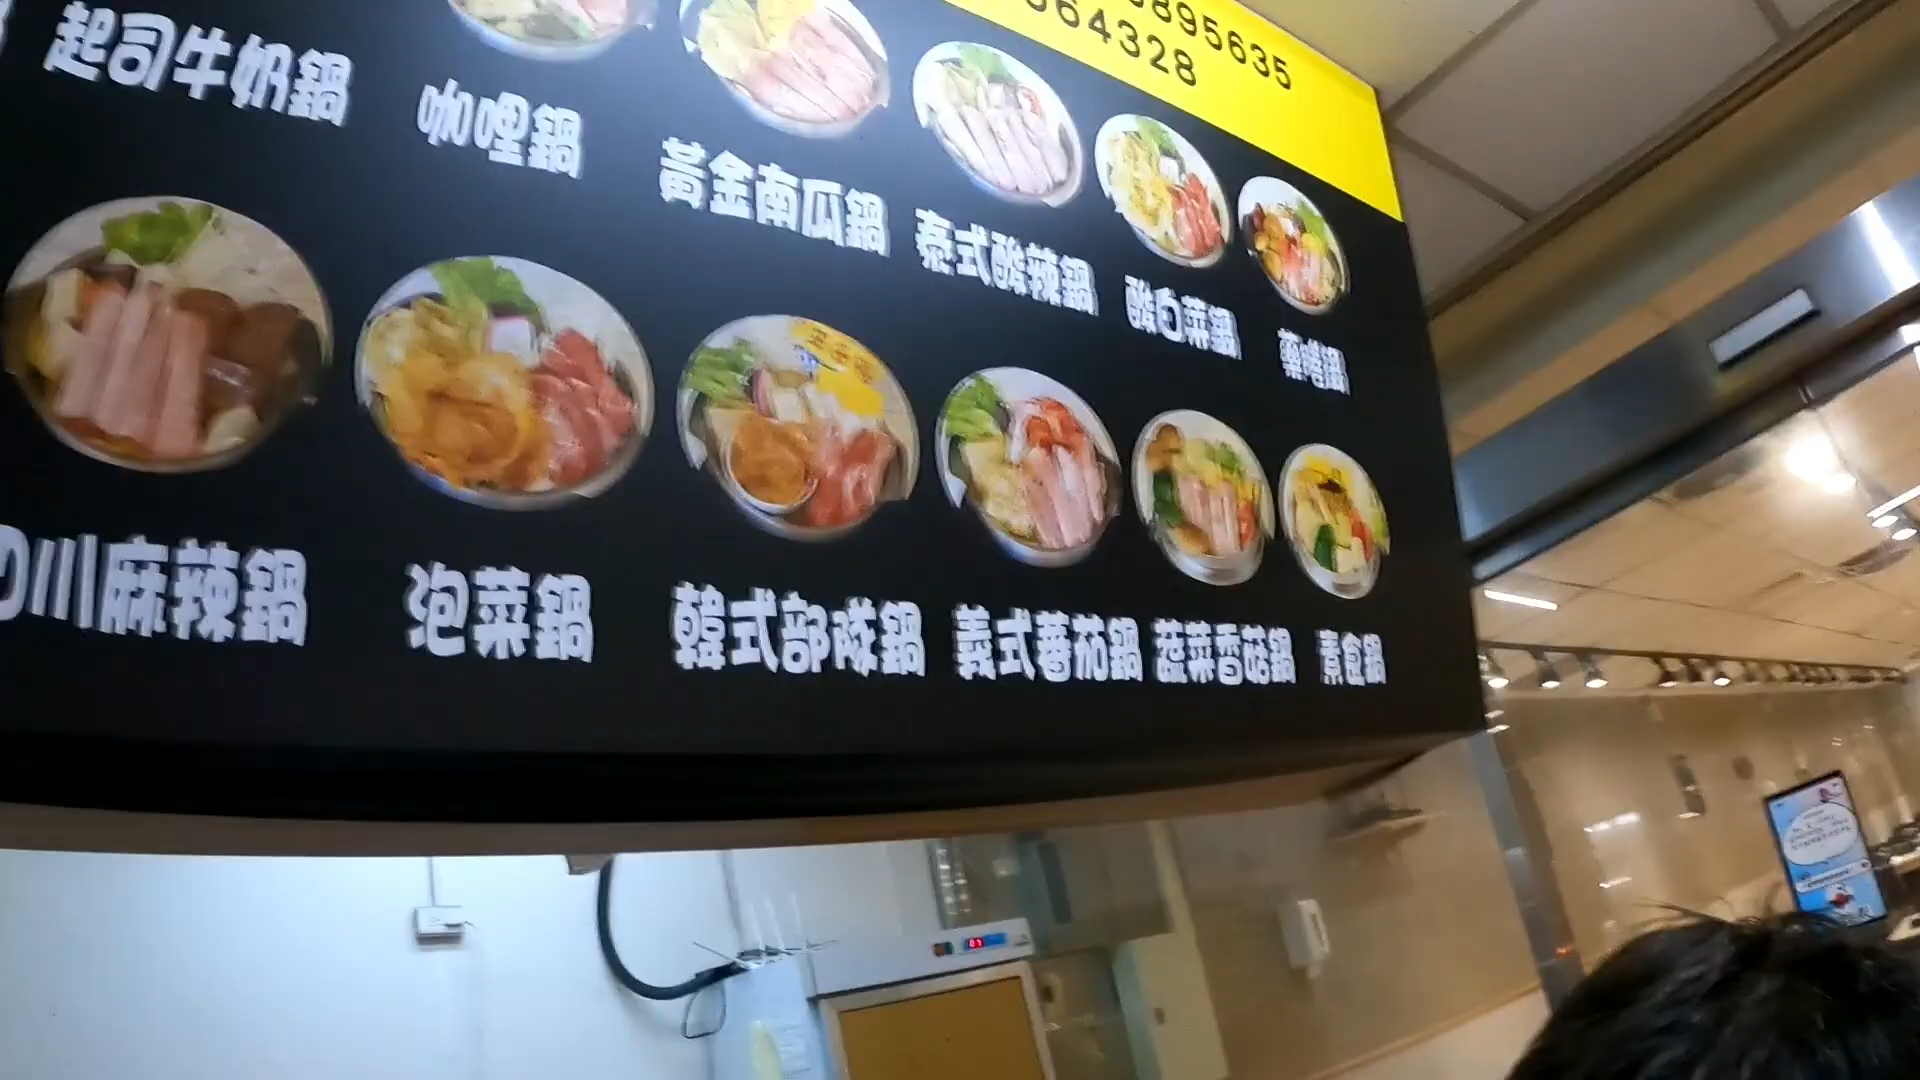 895635
564328
起司牛奶鍋
咖哩鍋
黃金南瓜鍋
泰式酸辣鍋
酸白菜鍋
藥膳鍋
川麻辣鍋
泡菜鍋
韓式部隊鍋
義式蕃茄鍋
蔬菜香菇鍋
素食鍋